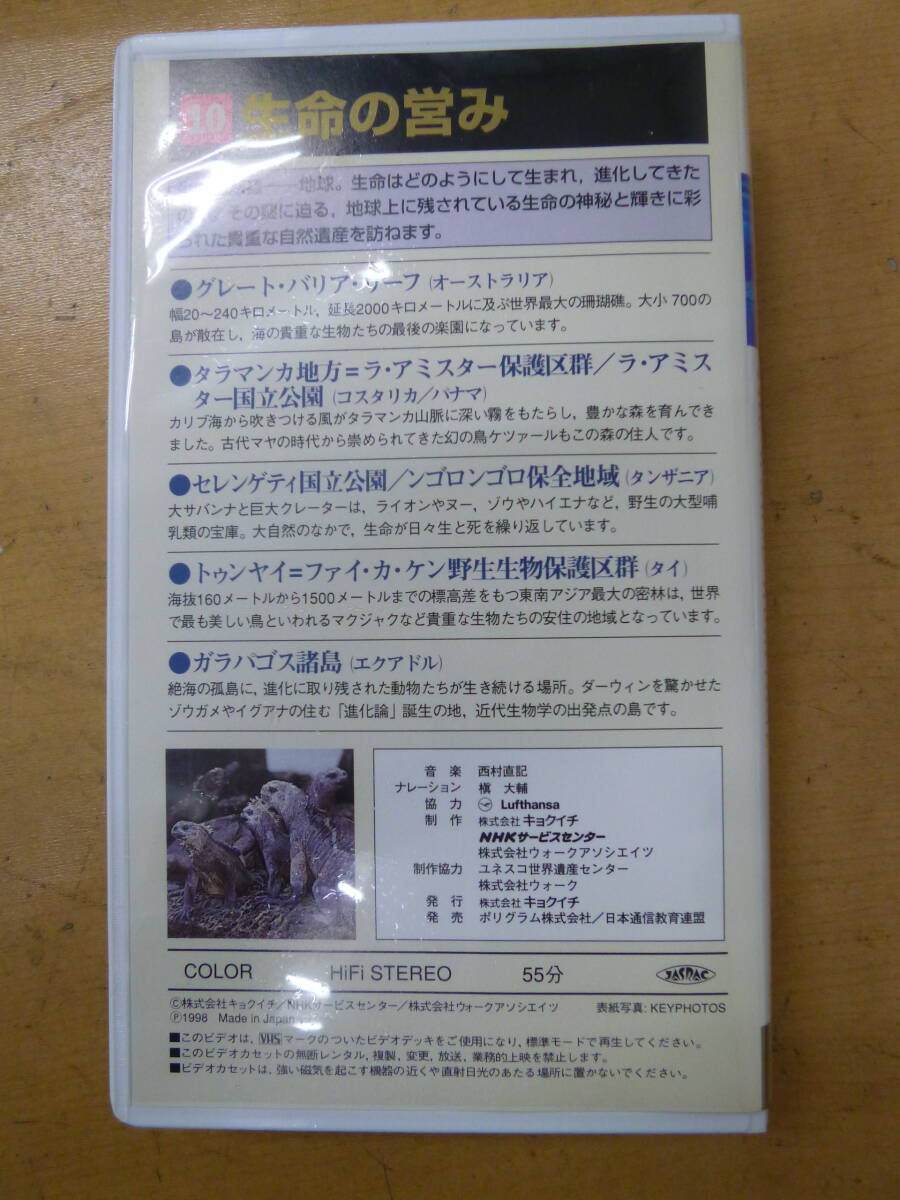 10 生命の営み
地球。生命はどのようにして生まれ，進化してきた
その謎に迫る，地球上に残されている生命の神秘と輝きに彩
られた貴重な自然遺産を訪ねます。
●グレート・バリア・リーフ（オーストラリア）
幅20〜240キロメートル，延長2000キロメートルに及ぶ世界最大の珊瑚礁。大小700の
島が散在し，海の貴重な生物たちの最後の楽園になっています。
●タラマンカ地方＝ラ・アミスター保護区群／ラ・アミス
ター国立公園（コスタリカ／パナマ）
カリブ海から吹きつける風がタラマンカ山脈に深い霧をもたらし，豊かな森を育んでき
ました。古代マヤの時代から崇められてきた幻の鳥ケツァールもこの森の住人です。
●セレンゲティ国立公園／ンゴロンゴロ保全地域（タンザニア）
大サバンナと巨大クレーターは，ライオンやヌー，ゾウやハイエナなど，野生の大型哺
乳類の宝庫。大自然のなかで，生命が日々生と死を繰り返しています。
●トゥンヤイ＝ファイ・カ・ケン野生生物保護区群（タイ）
海抜160メートルから1500メートルまでの標高差をもつ東南アジア最大の密林は，世界
で最も美しい鳥といわれるマクジャクなど貴重な生物たちの安住の地域となっています。
●ガラパゴス諸島（エクアドル）
絶海の孤島に，進化に取り残された動物たちが生き続ける場所。ダーウィンを驚かせた
ゾウガメやイグアナの住む「進化論」誕生の地，近代生物学の出発点の島です。
音楽 西村直記
ナレーション 槇 大輔
協力 Lufthansa
制作 株式会社 キョクイチ
NHKサービスセンター
株式会社ウォークアソシエイツ
制作協力 ユネスコ世界遺産センター
株式会社ウォーク
発行 株式会社 キョクイチ
発売 ポリグラム株式会社／日本通信教育連盟
COLOR HiFi STEREO 55分 JASRAC
Ⓒ株式会社キョクイチ／NHKサービスセンター／株式会社ウォークアソシエイツ 表紙写真: KEYPHOTOS
Ⓟ1998 Made in Japan
■このビデオは，VHSマークのついたビデオデッキをご使用になり，標準モードで再生してください。
■このビデオカセットの無断レンタル，複製，変更，放送，業務的上映を禁止します。
■ビデオカセットは，強い磁気を起こす機器の近くや直射日光のあたる場所に置かないでください。